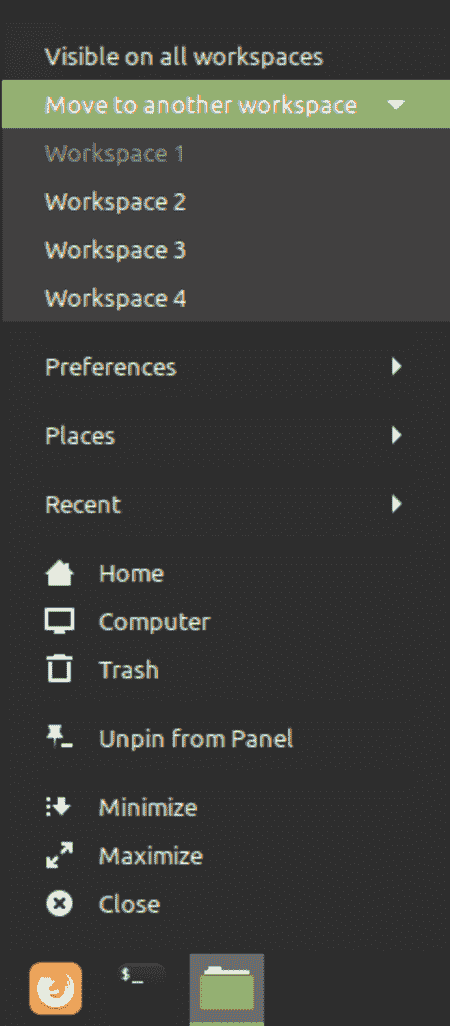 Visible on all workspaces
Move to another workspace
Workspace 1
Workspace 2
Workspace 3
Workspace 4
Preferences
Places
Recent
Home
Computer
Trash
Unpin from Panel
Minimize
Maximize
Close
$_